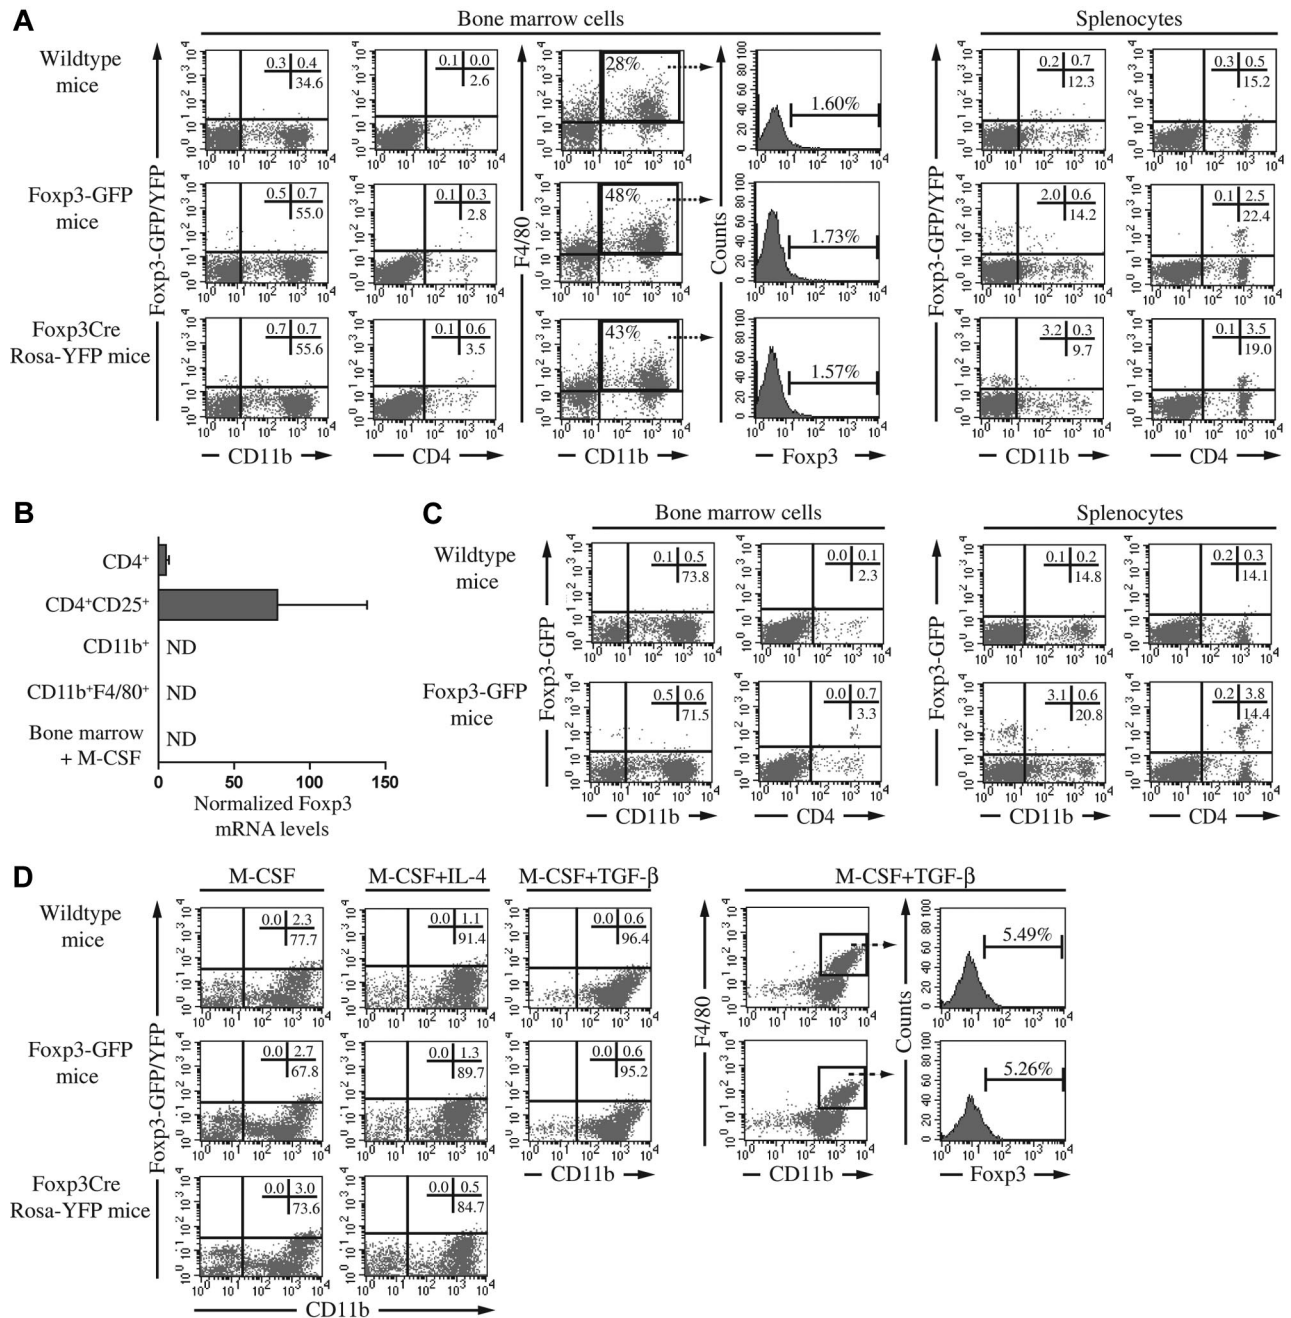 A
Bone marrow cells
Splenocytes
Wildtype
mice
Foxp3-GFP
mice
Foxp3Cre
Rosa-YFP mice
Foxp3-GFP/YFP
0.3 0.4
34.6
0.1 0.0
2.6
28%
1.60%
0.2 0.7
12.3
0.3 0.5
15.2
0.5 0.7
55.0
0.1 0.3
2.8
48%
1.73%
2.0 0.6
14.2
0.1 2.5
22.4
0.7 0.7
55.6
0.1 0.6
3.5
43%
1.57%
3.2 0.3
9.7
0.1 3.5
19.0
F4/80
Counts
Foxp3-GFP/YFP
CD11b
CD4
CD11b
Foxp3
CD11b
CD4
B
CD4+
CD4+CD25+
CD11b+ ND
CD11b+F4/80+ ND
Bone marrow
+ M-CSF ND
0 50 100 150
Normalized Foxp3
mRNA levels
C
Bone marrow cells
Splenocytes
Wildtype
mice
Foxp3-GFP
mice
Foxp3-GFP
0.1 0.5
73.8
0.0 0.1
2.3
0.1 0.2
14.8
0.2 0.3
14.1
0.5 0.6
71.5
0.0 0.7
3.3
3.1 0.6
20.8
0.2 3.8
14.4
Foxp3-GFP
CD11b
CD4
CD11b
CD4
D
M-CSF
M-CSF+IL-4
M-CSF+TGF-β
M-CSF+TGF-β
Wildtype
mice
Foxp3-GFP
mice
Foxp3Cre
Rosa-YFP mice
Foxp3-GFP/YFP
0.0 2.3
77.7
0.0 1.1
91.4
0.0 0.6
96.4
5.49%
0.0 2.7
67.8
0.0 1.3
89.7
0.0 0.6
95.2
5.26%
0.0 3.0
73.6
0.0 0.5
84.7
F4/80
Counts
CD11b
CD11b
Foxp3
CD11b